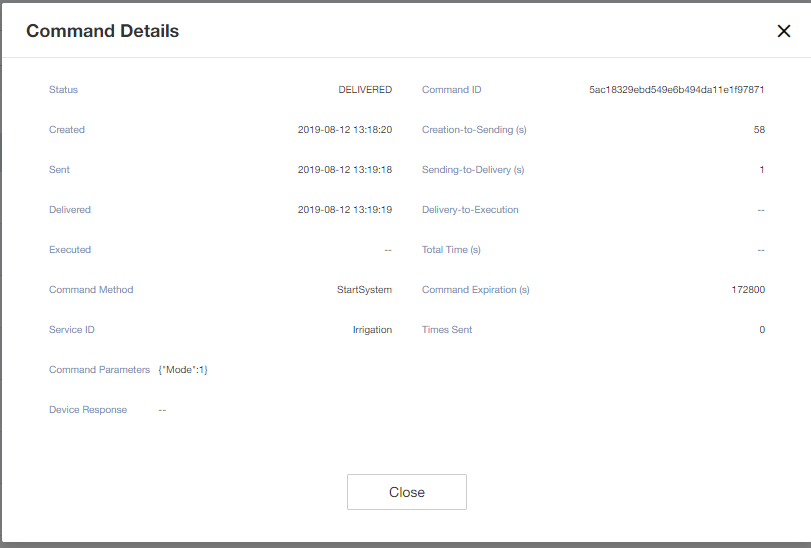 Command Details
Status DELIVERED Command ID 5ac18329ebd549e6b494da11e1f97871
Created 2019-08-12 13:18:20 Creation-to-Sending (s) 58
Sent 2019-08-12 13:19:18 Sending-to-Delivery (s) 1
Delivered 2019-08-12 13:19:19 Delivery-to-Execution --
Executed -- Total Time (s) --
Command Method StartSystem Command Expiration (s) 172800
Service ID Irrigation Times Sent 0
Command Parameters {"Mode":1}
Device Response --
Close